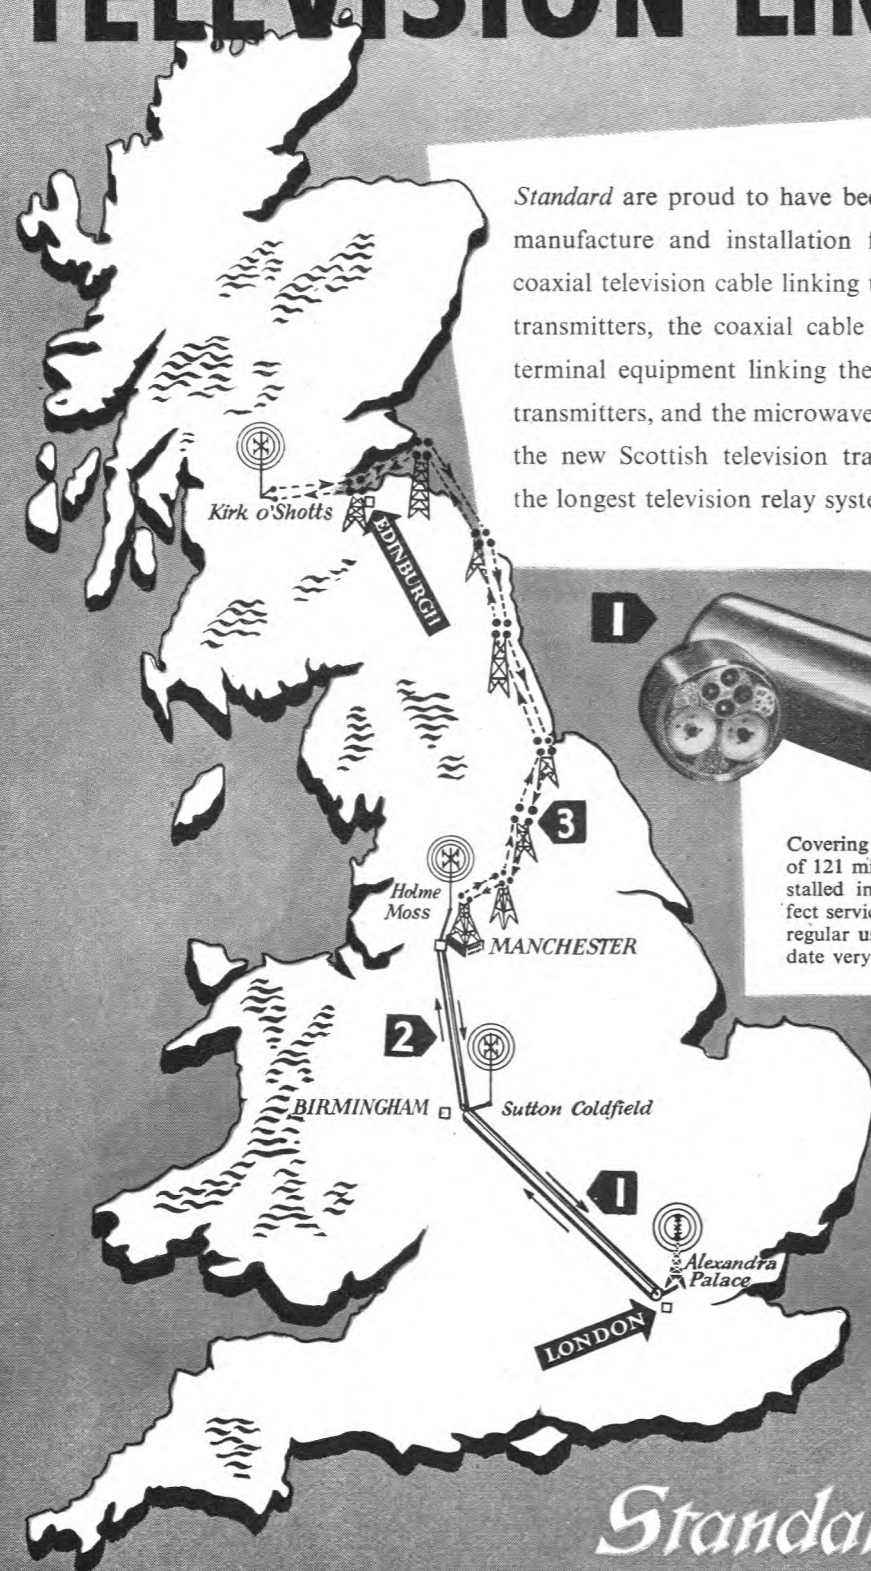 TELEVISION LIN
Standard are proud to have bee
manufacture and installation f
coaxial television cable linking t
transmitters, the coaxial cable
terminal equipment linking the
transmitters, and the microwave
the new Scottish television tra
the longest television relay syste
Kirk o'Shotts
EDINBURGH
1
3
Covering
of 121 mi
stalled in
fect servic
regular us
date very
Holme
Moss
MANCHESTER
2
BIRMINGHAM
Sutton Coldfield
1
Alexandra
Palace
LONDON
Standa